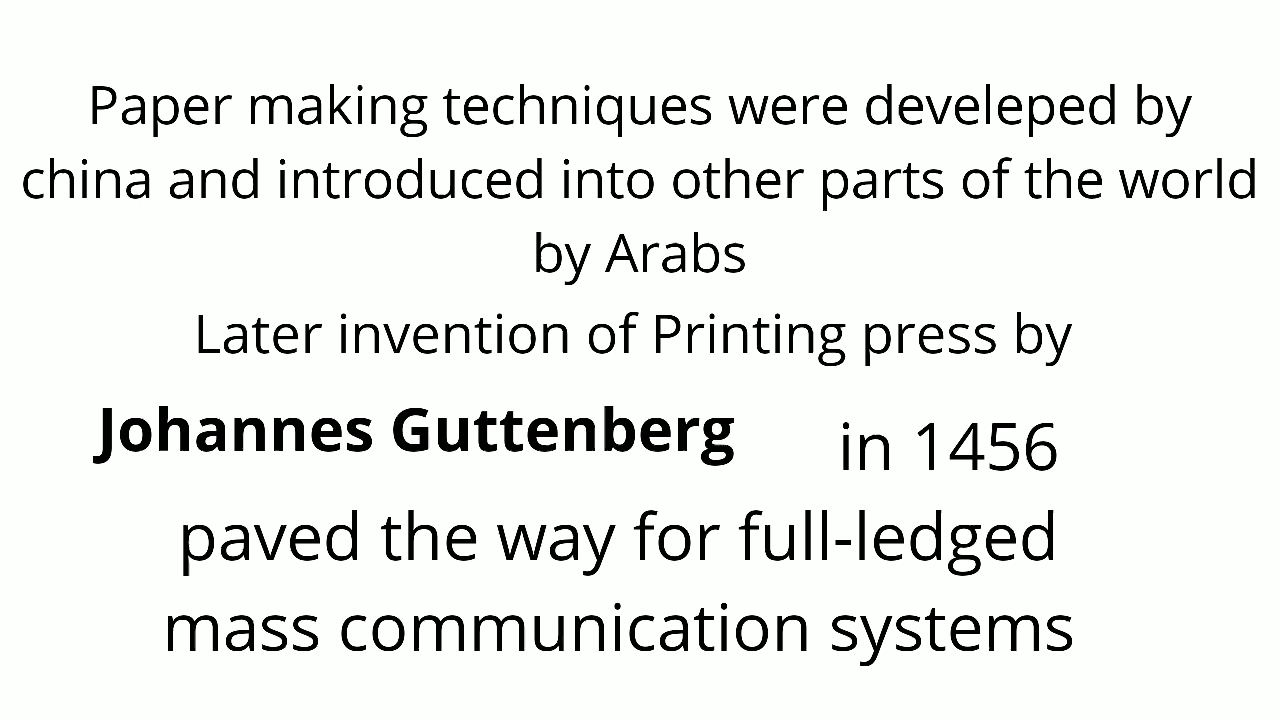 Paper making techniques were develeped by
china and introduced into other parts of the world
by Arabs
Later invention of Printing press by
Johannes Guttenberg in 1456
paved the way for full-ledged
mass communication systems